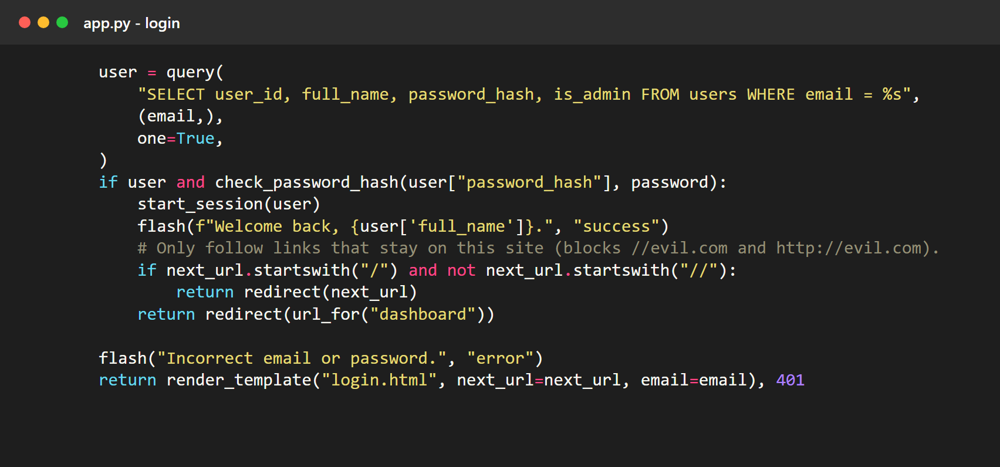 app.py - login
user = query(
    "SELECT user_id, full_name, password_hash, is_admin FROM users WHERE email = %s",
    (email,),
    one=True,
)
if user and check_password_hash(user["password_hash"], password):
    start_session(user)
    flash(f"Welcome back, {user['full_name']}.", "success")
    # Only follow links that stay on this site (blocks //evil.com and http://evil.com).
    if next_url.startswith("/") and not next_url.startswith("//"):
        return redirect(next_url)
    return redirect(url_for("dashboard"))

flash("Incorrect email or password.", "error")
return render_template("login.html", next_url=next_url, email=email), 401